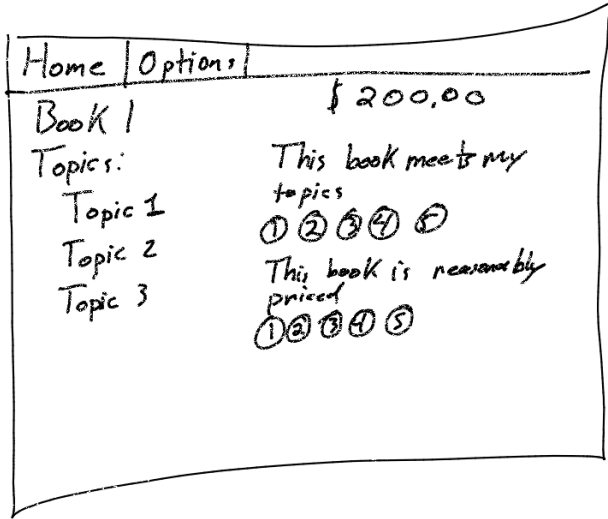 Home Options
Book 1
$ 200.00
Topics:
Topic 1
Topic 2
Topic 3
This book meets my
topics
1 2 3 4 5
This book is reasonably
priced
1 2 3 4 5